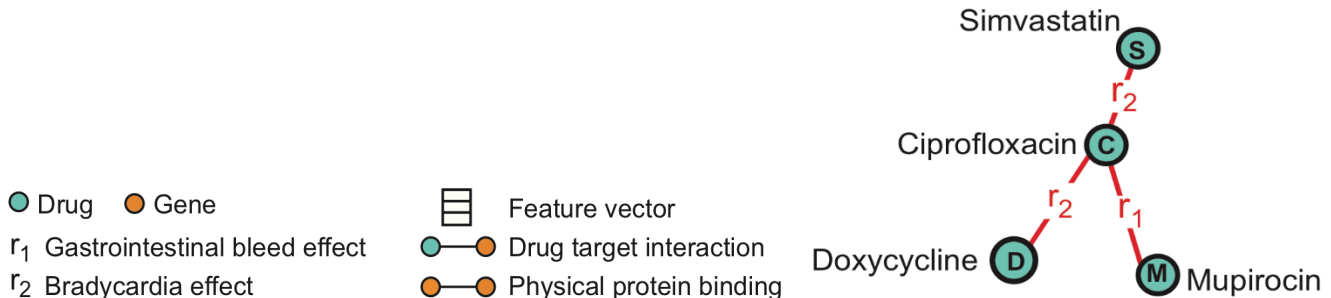 Simvastatin
S
r2
Ciprofloxacin C
r2 r1
Doxycycline D
M Mupirocin
Drug Gene
r1 Gastrointestinal bleed effect
r2 Bradycardia effect
Feature vector
Drug target interaction
Physical protein binding